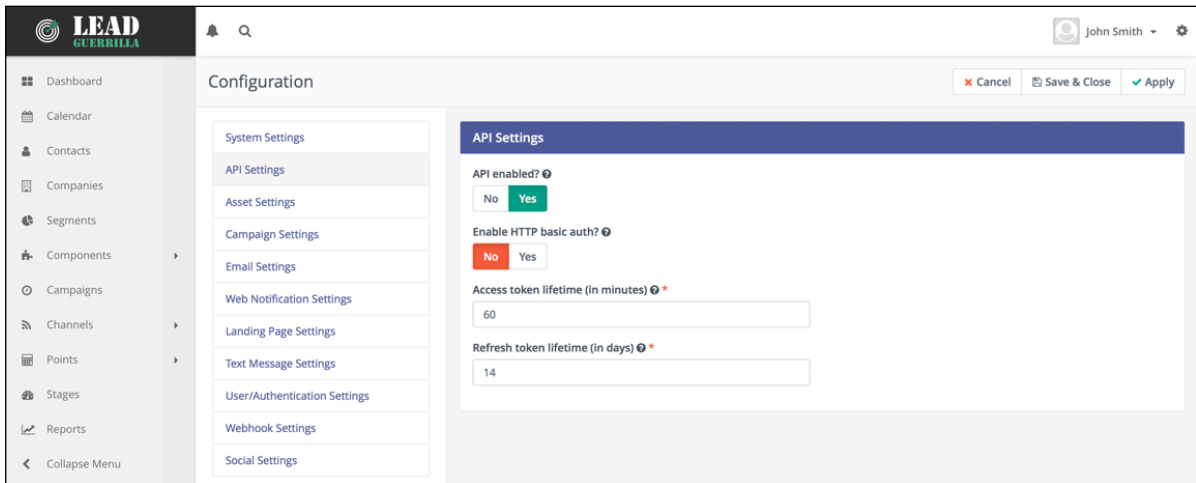 LEAD
GUERRILLA
John Smith
Dashboard
Calendar
Contacts
Companies
Segments
Components
Campaigns
Channels
Points
Stages
Reports
Collapse Menu
Configuration
Cancel
Save & Close
Apply
System Settings
API Settings
Asset Settings
Campaign Settings
Email Settings
Web Notification Settings
Landing Page Settings
Text Message Settings
User/Authentication Settings
Webhook Settings
Social Settings
API Settings
API enabled?
No Yes
Enable HTTP basic auth?
No Yes
Access token lifetime (in minutes) *
60
Refresh token lifetime (in days) *
14